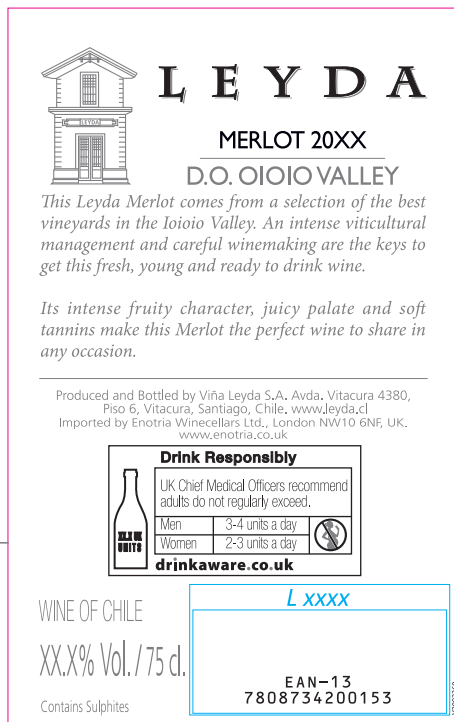 LEYDA
LEYDA
MERLOT 20XX
D.O. OIOIO VALLEY
This Leyda Merlot comes from a selection of the best
vineyards in the Ioioio Valley. An intense viticultural
management and careful winemaking are the keys to
get this fresh, young and ready to drink wine.
Its intense fruity character, juicy palate and soft
tannins make this Merlot the perfect wine to share in
any occasion.
Produced and Bottled by Viña Leyda S.A. Avda. Vitacura 4380,
Piso 6, Vitacura, Santiago, Chile. www.leyda.cl
Imported by Enotria Winecellars Ltd., London NW10 6NF, UK.
www.enotria.co.uk
Drink Responsibly
UK Chief Medical Officers recommend
adults do not regularly exceed.
Men 3-4 units a day
Women 2-3 units a day
UNITS
drinkaware.co.uk
WINE OF CHILE
XX.X% Vol. / 75 cl.
Contains Sulphites
L xxxx
EAN-13
7808734200153